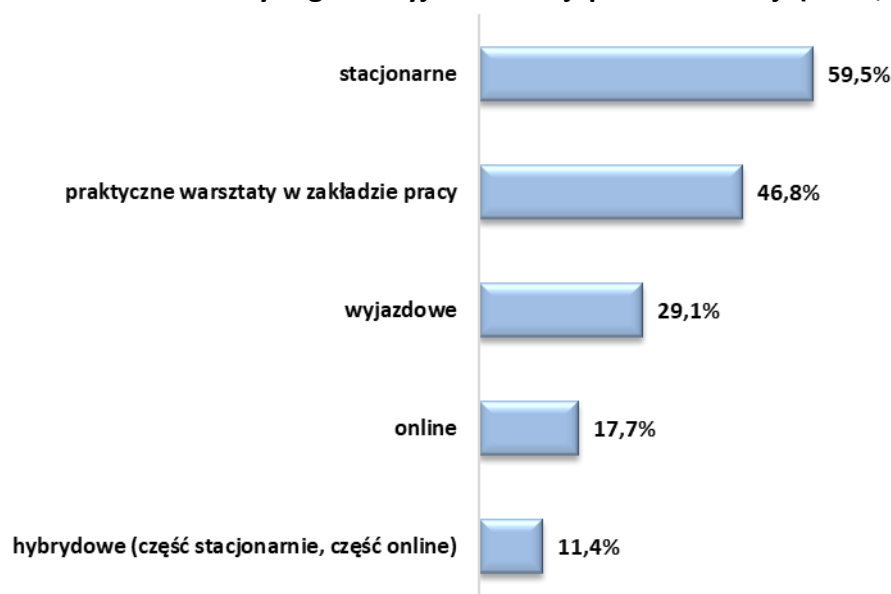 stacjonarne
59,5%
praktyczne warsztaty w zakładzie pracy
46,8%
wyjazdowe
29,1%
online
17,7%
hybrydowe (część stacjonarnie, część online)
11,4%